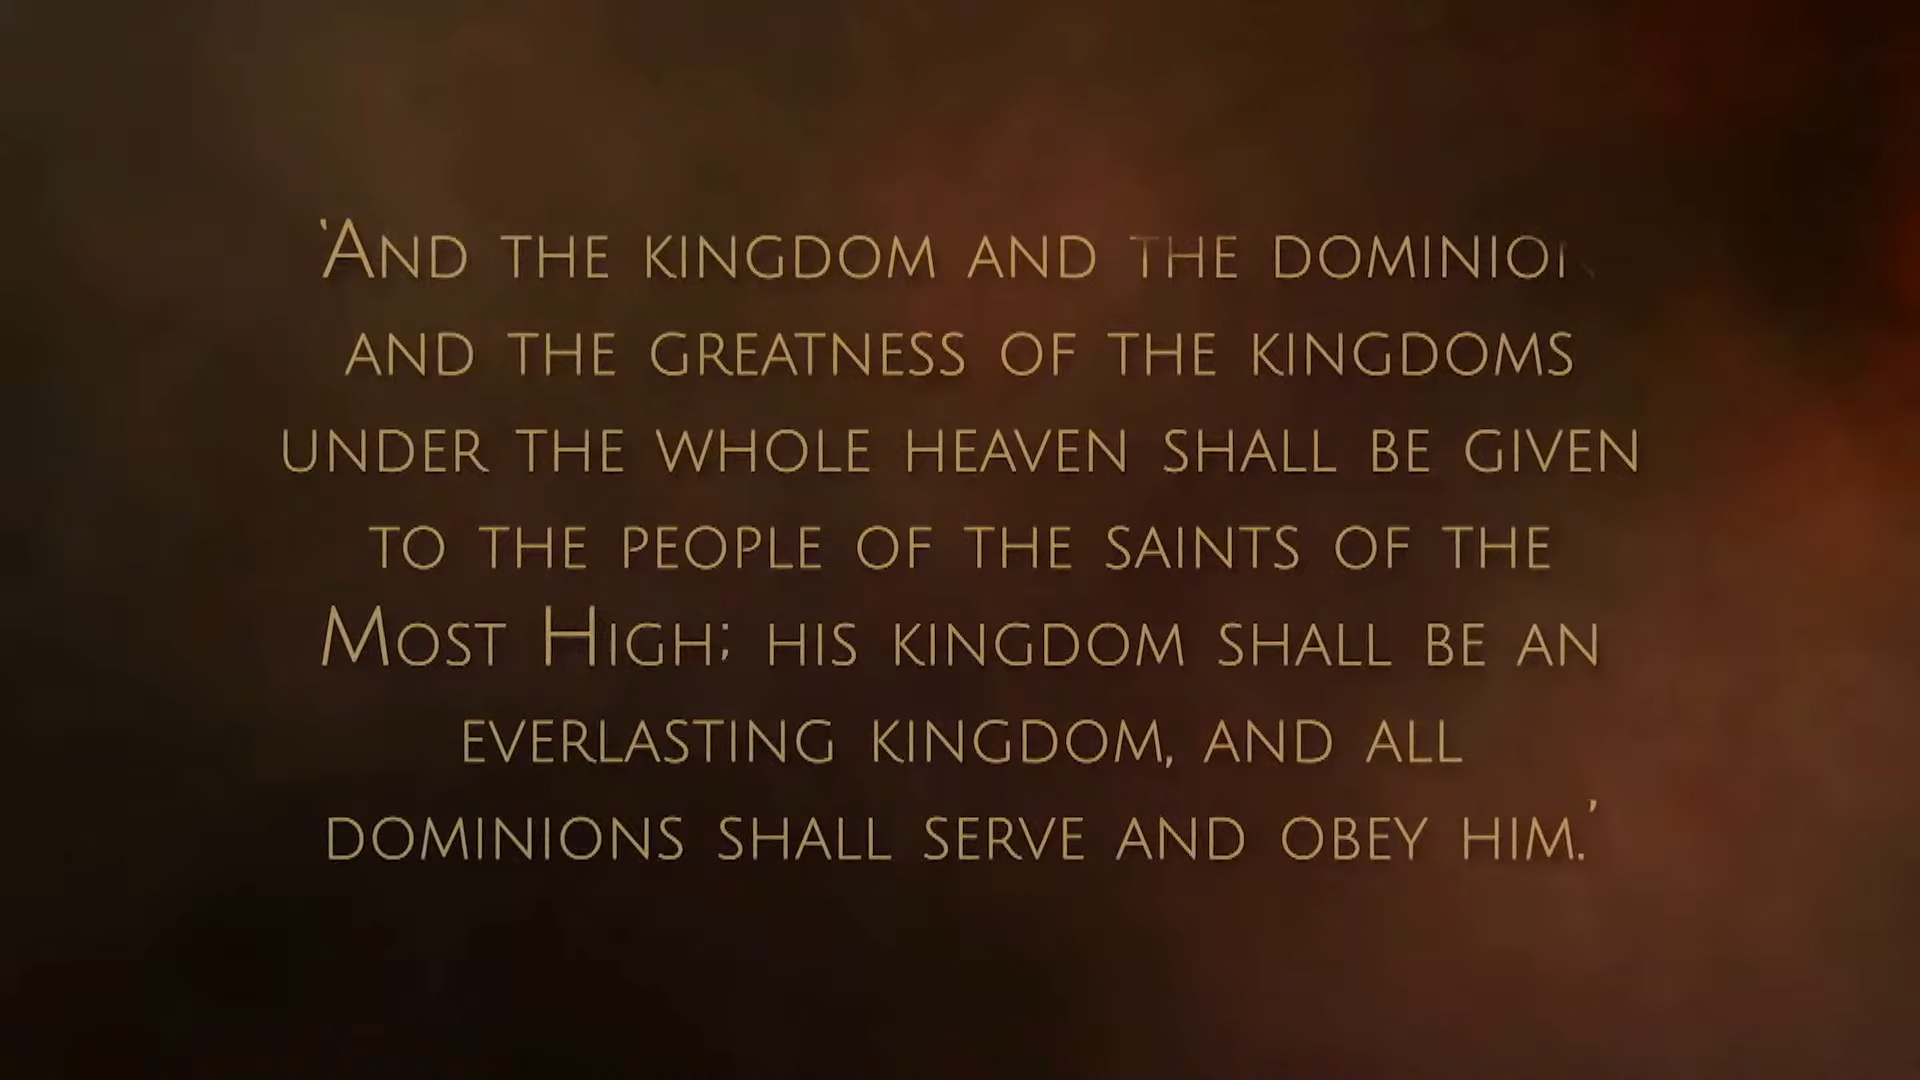 ‘And the kingdom and the dominion
and the greatness of the kingdoms
under the whole heaven shall be given
to the people of the saints of the
Most High; his kingdom shall be an
everlasting kingdom, and all
dominions shall serve and obey him.’